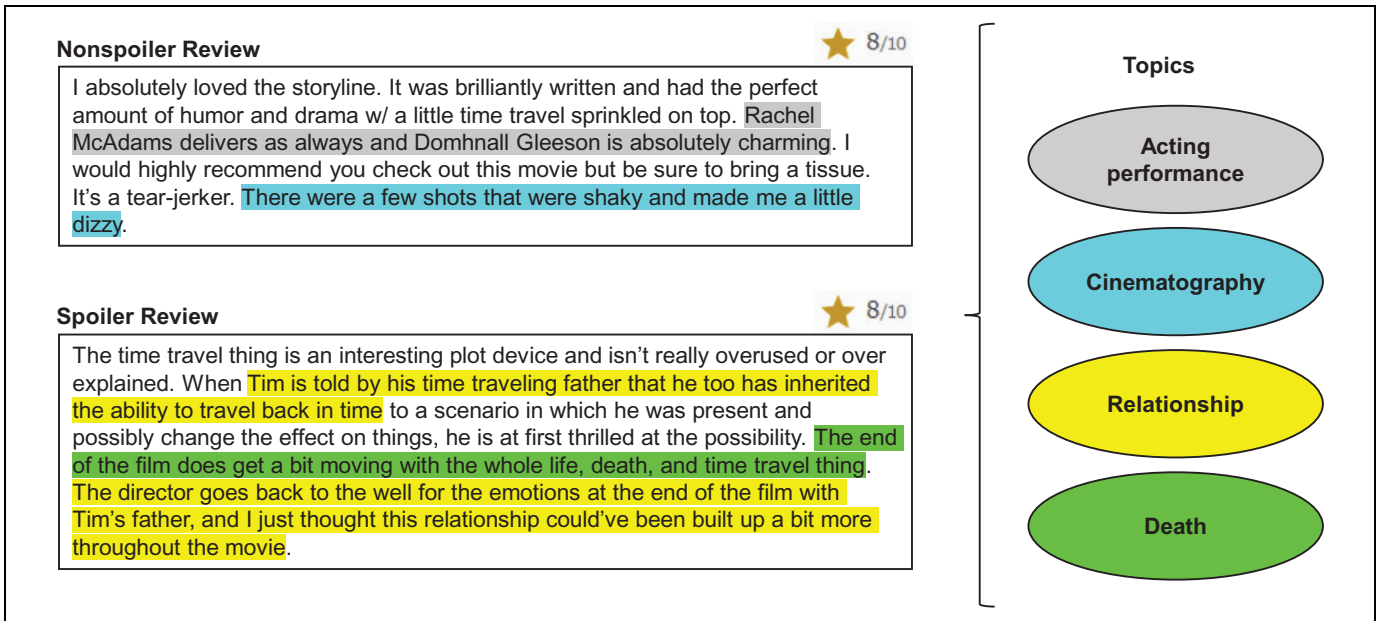 Nonspoiler Review
8/10
I absolutely loved the storyline. It was brilliantly written and had the perfect
amount of humor and drama w/ a little time travel sprinkled on top. Rachel
McAdams delivers as always and Domhnall Gleeson is absolutely charming. I
would highly recommend you check out this movie but be sure to bring a tissue.
It’s a tear-jerker. There were a few shots that were shaky and made me a little
dizzy.
Spoiler Review
8/10
The time travel thing is an interesting plot device and isn’t really overused or over
explained. When Tim is told by his time traveling father that he too has inherited
the ability to travel back in time to a scenario in which he was present and
possibly change the effect on things, he is at first thrilled at the possibility. The end
of the film does get a bit moving with the whole life, death, and time travel thing.
The director goes back to the well for the emotions at the end of the film with
Tim’s father, and I just thought this relationship could’ve been built up a bit more
throughout the movie.
Topics
Acting
performance
Cinematography
Relationship
Death